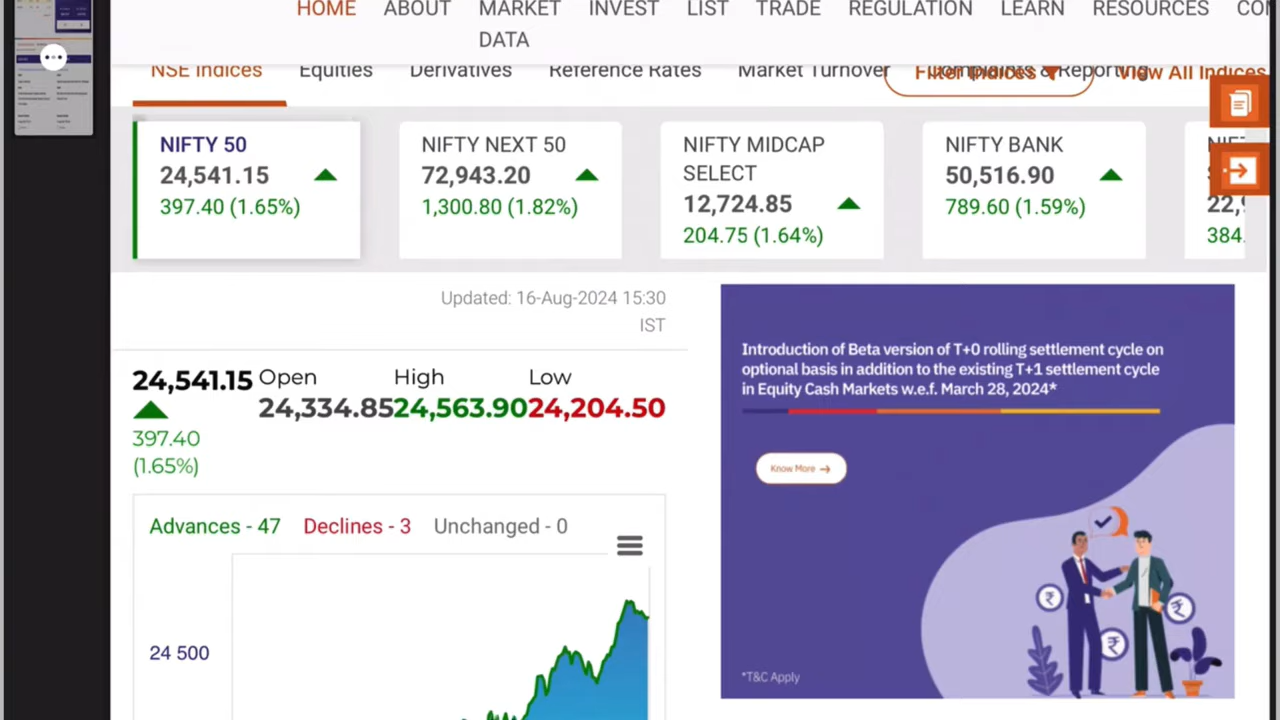 HOME ABOUT MARKET DATA INVEST LIST TRADE REGULATION LEARN RESOURCES
NSE Indices Equities Derivatives Reference Rates Market Turnover Complaints & Reporting
Filter Indices View All Indices
NIFTY 50
24,541.15
397.40 (1.65%)
NIFTY NEXT 50
72,943.20
1,300.80 (1.82%)
NIFTY MIDCAP
SELECT
12,724.85
204.75 (1.64%)
NIFTY BANK
50,516.90
789.60 (1.59%)
384.
Updated: 16-Aug-2024 15:30
IST
24,541.15
397.40
(1.65%)
Open
24,334.85
High
24,563.90
Low
24,204.50
Advances - 47 Declines - 3 Unchanged - 0
24 500
Introduction of Beta version of T+0 rolling settlement cycle on
optional basis in addition to the existing T+1 settlement cycle
in Equity Cash Markets w.e.f. March 28, 2024*
Know More →
*T&C Apply